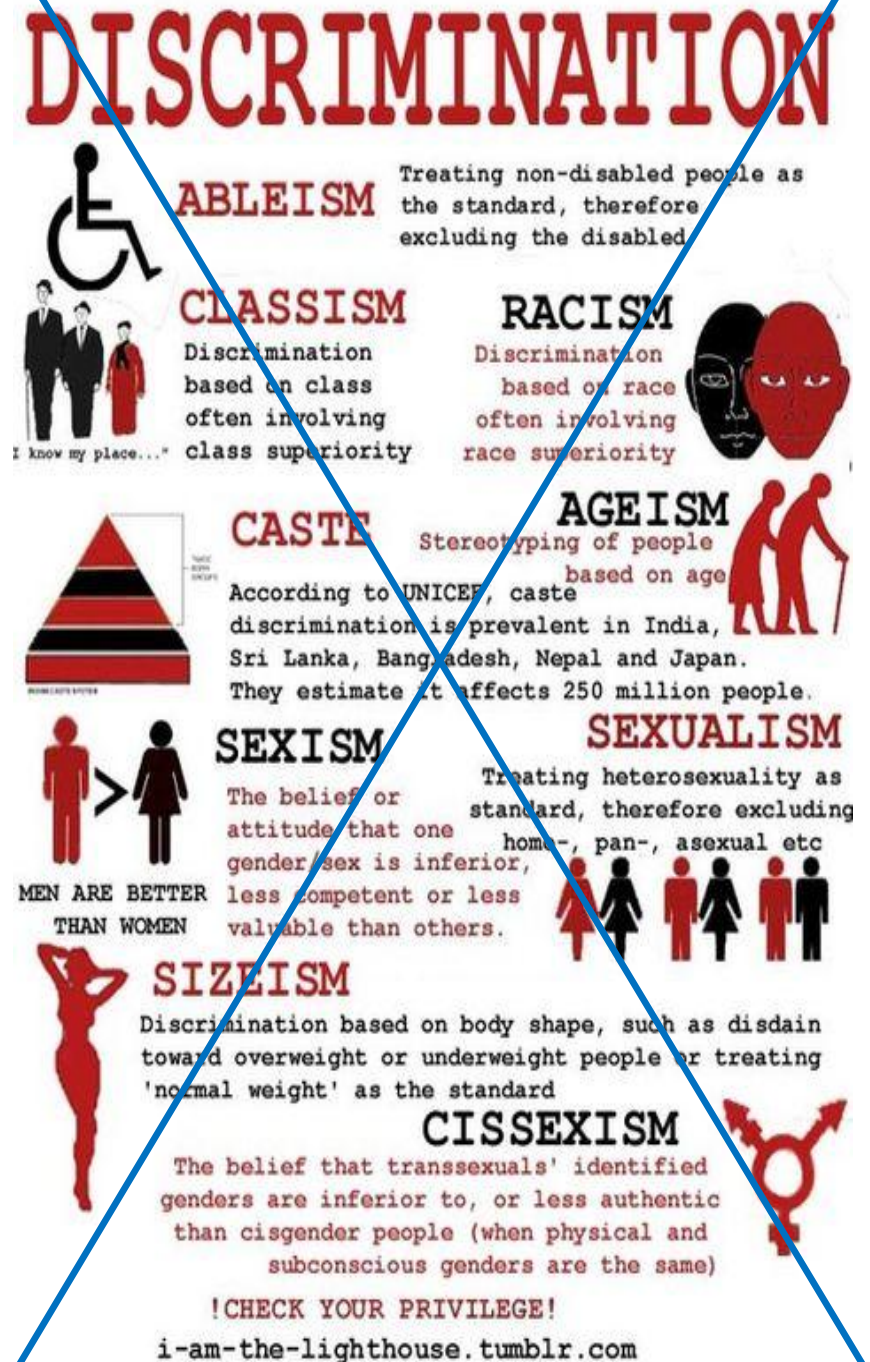 DISCRIMINATION
ABLEISM
Treating non-disabled people as
the standard, therefore
excluding the disabled
CLASSISM
Discrimination
based on class
often involving
class superiority
I know my place..."
RACISM
Discrimination
based on race
often involving
race superiority
AGEISM
Stereotyping of people
based on age
CASTE
According to UNICEF, caste
discrimination is prevalent in India,
Sri Lanka, Bangladesh, Nepal and Japan.
They estimate it affects 250 million people.
SEXISM
The belief or
attitude that one
gender/sex is inferior,
less competent or less
valuable than others.
MEN ARE BETTER
THAN WOMEN
SEXUALISM
Treating heterosexuality as
standard, therefore excluding
homo-, pan-, asexual etc
SIZEISM
Discrimination based on body shape, such as disdain
toward overweight or underweight people or treating
'normal weight' as the standard
CISSEXISM
The belief that transsexuals' identified
genders are inferior to, or less authentic
than cisgender people (when physical and
subconscious genders are the same)
!CHECK YOUR PRIVILEGE!
i-am-the-lighthouse.tumblr.com